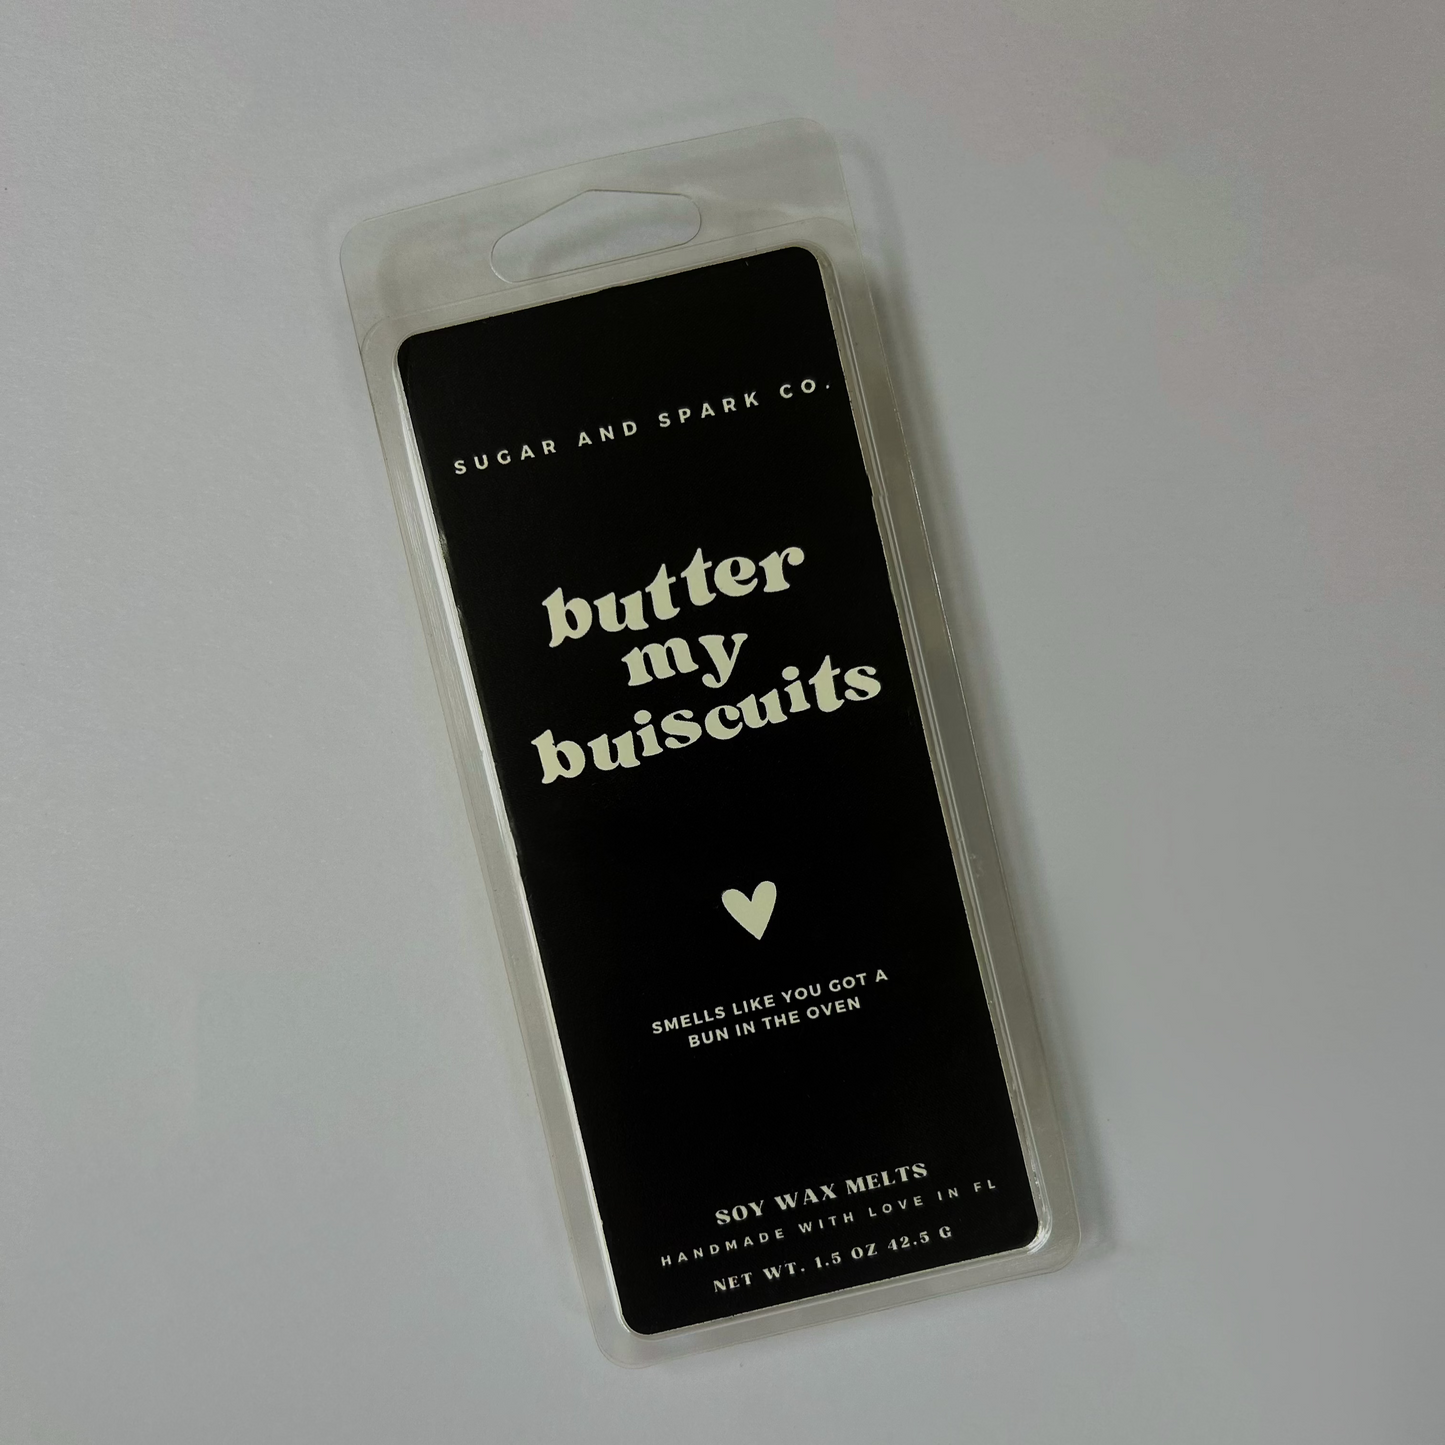 SUGAR AND SPARK CO.
butter
my
buiscuits
SMELLS LIKE YOU GOT A
BUN IN THE OVEN
SOY WAX MELTS
HANDMADE WITH LOVE IN FL
NET WT. 1.5 OZ 42.5 G